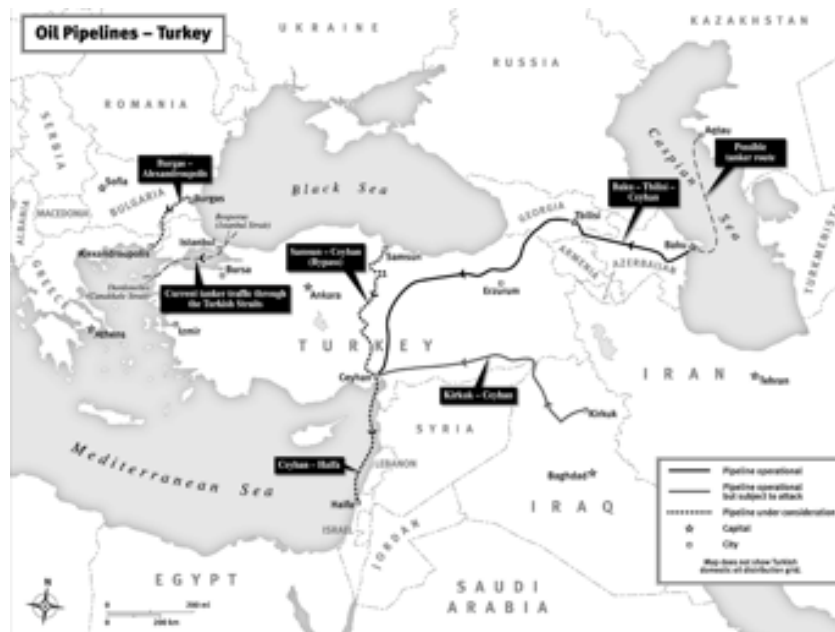 Oil Pipelines – Turkey
UKRAINE
KAZAKHSTAN
RUSSIA
ROMANIA
SERBIA
Caspian
Sea
Aqtau
Possible
tanker route
Burgas –
Alexandroupolis
Sofia
BULGARIA
Burgas
Black Sea
Baku – Tbilisi –
Ceyhan
MACEDONIA
ALBANIA
Bosporus
(Istanbul Strait)
GEORGIA
Tbilisi
TURKMENISTAN
Alexandroupolis
Istanbul
Samsun – Ceyhan
(Bypass)
Samsun
ARMENIA
AZERBAIJAN
Baku
GREECE
Dardanelles
(Canakkale Strait)
Bursa
Current tanker traffic through
the Turkish Straits
Ankara
Erzurum
Athens
Izmir
TURKEY
Ceyhan
IRAN
Tehran
Kirkuk – Ceyhan
Kirkuk
SYRIA
Mediterranean Sea
Ceyhan – Haifa
LEBANON
Baghdad
IRAQ
Haifa
ISRAEL
JORDAN
EGYPT
SAUDI
ARABIA
N
0 200 mi
0 200 km
Pipeline operational
Pipeline operational
but subject to attack
Pipeline under consideration
Capital
City
Map does not show Turkish
domestic oil distribution grid.